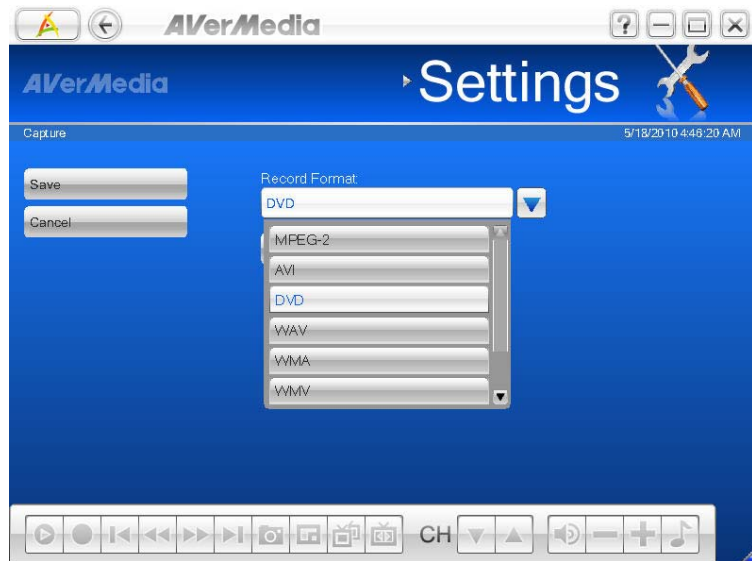 AVerMedia
AVerMedia
Settings
Capture
5/18/2010 4:46:20 AM
Save
Cancel
Record Format:
DVD
MPEG-2
AVI
DVD
WAV
WMA
WMV
CH